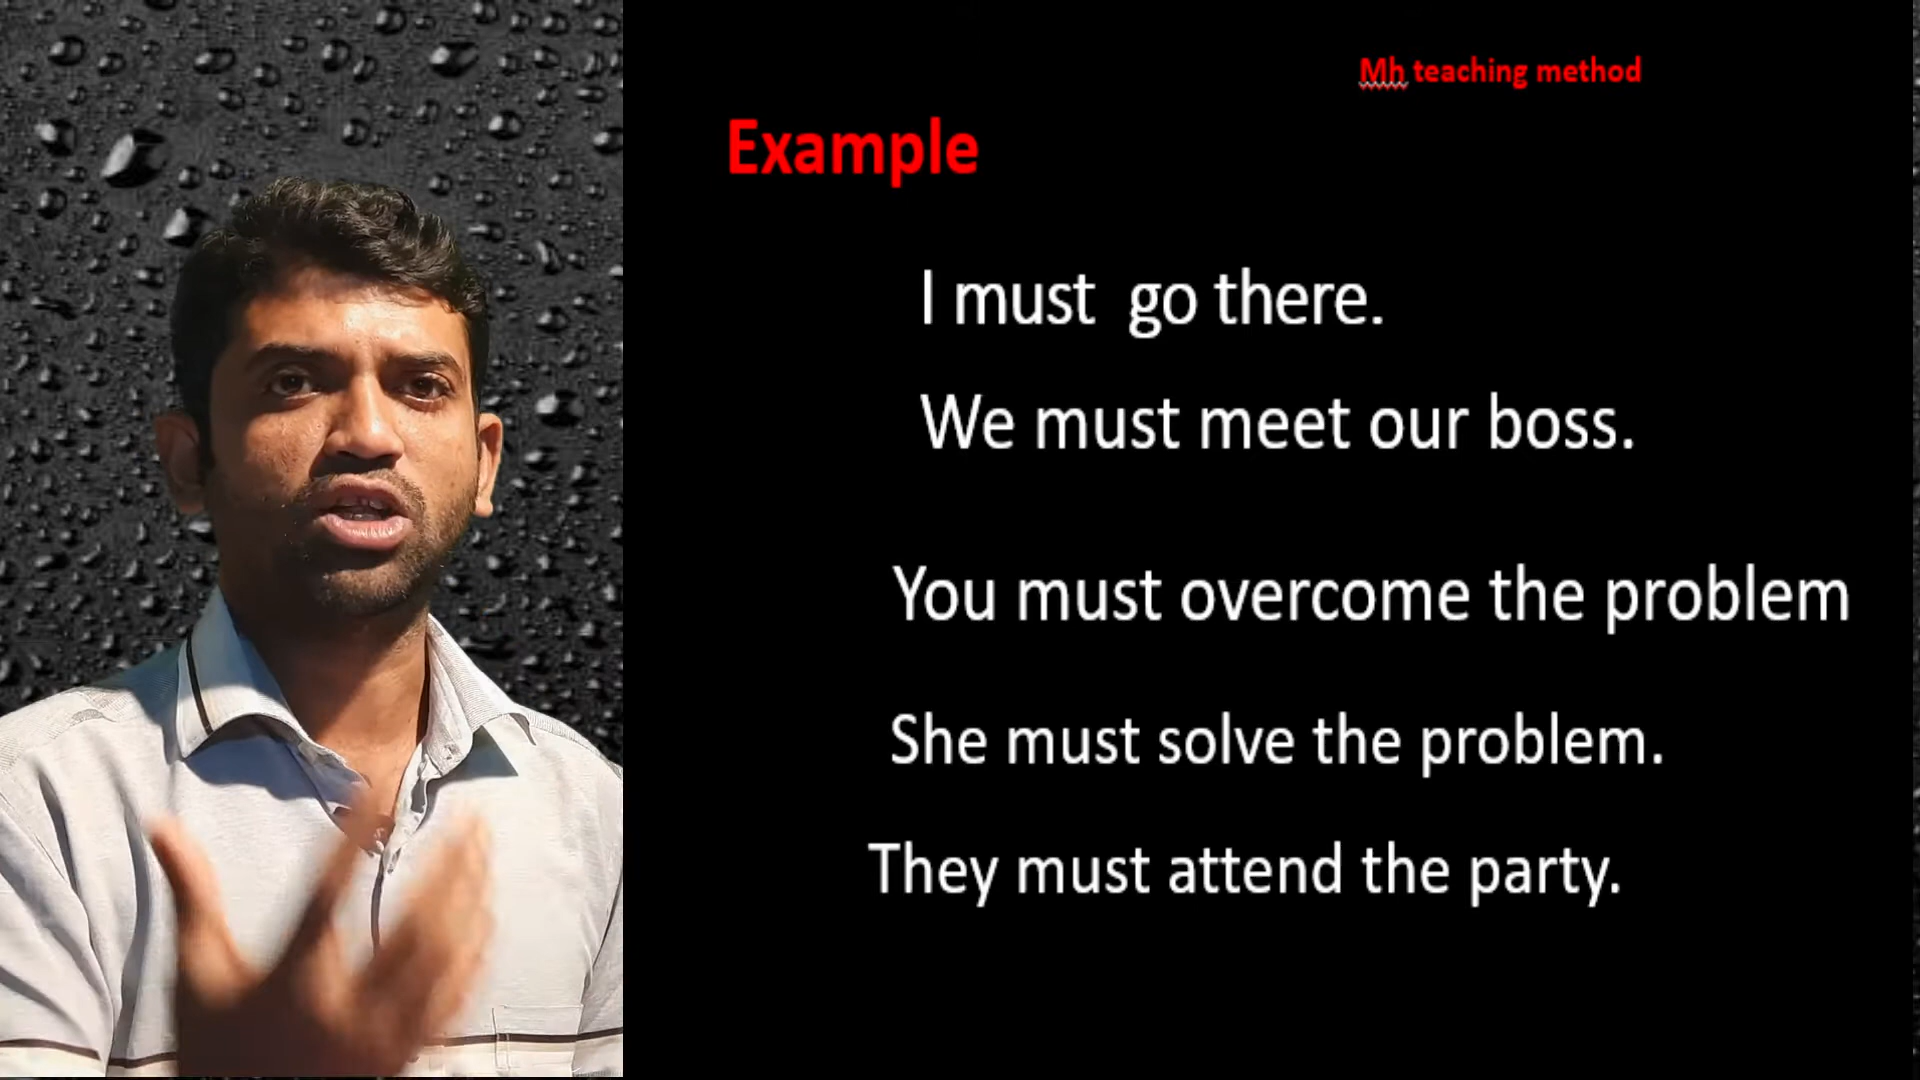 Mh teaching method
Example
I must go there.
We must meet our boss.
You must overcome the problem
She must solve the problem.
They must attend the party.